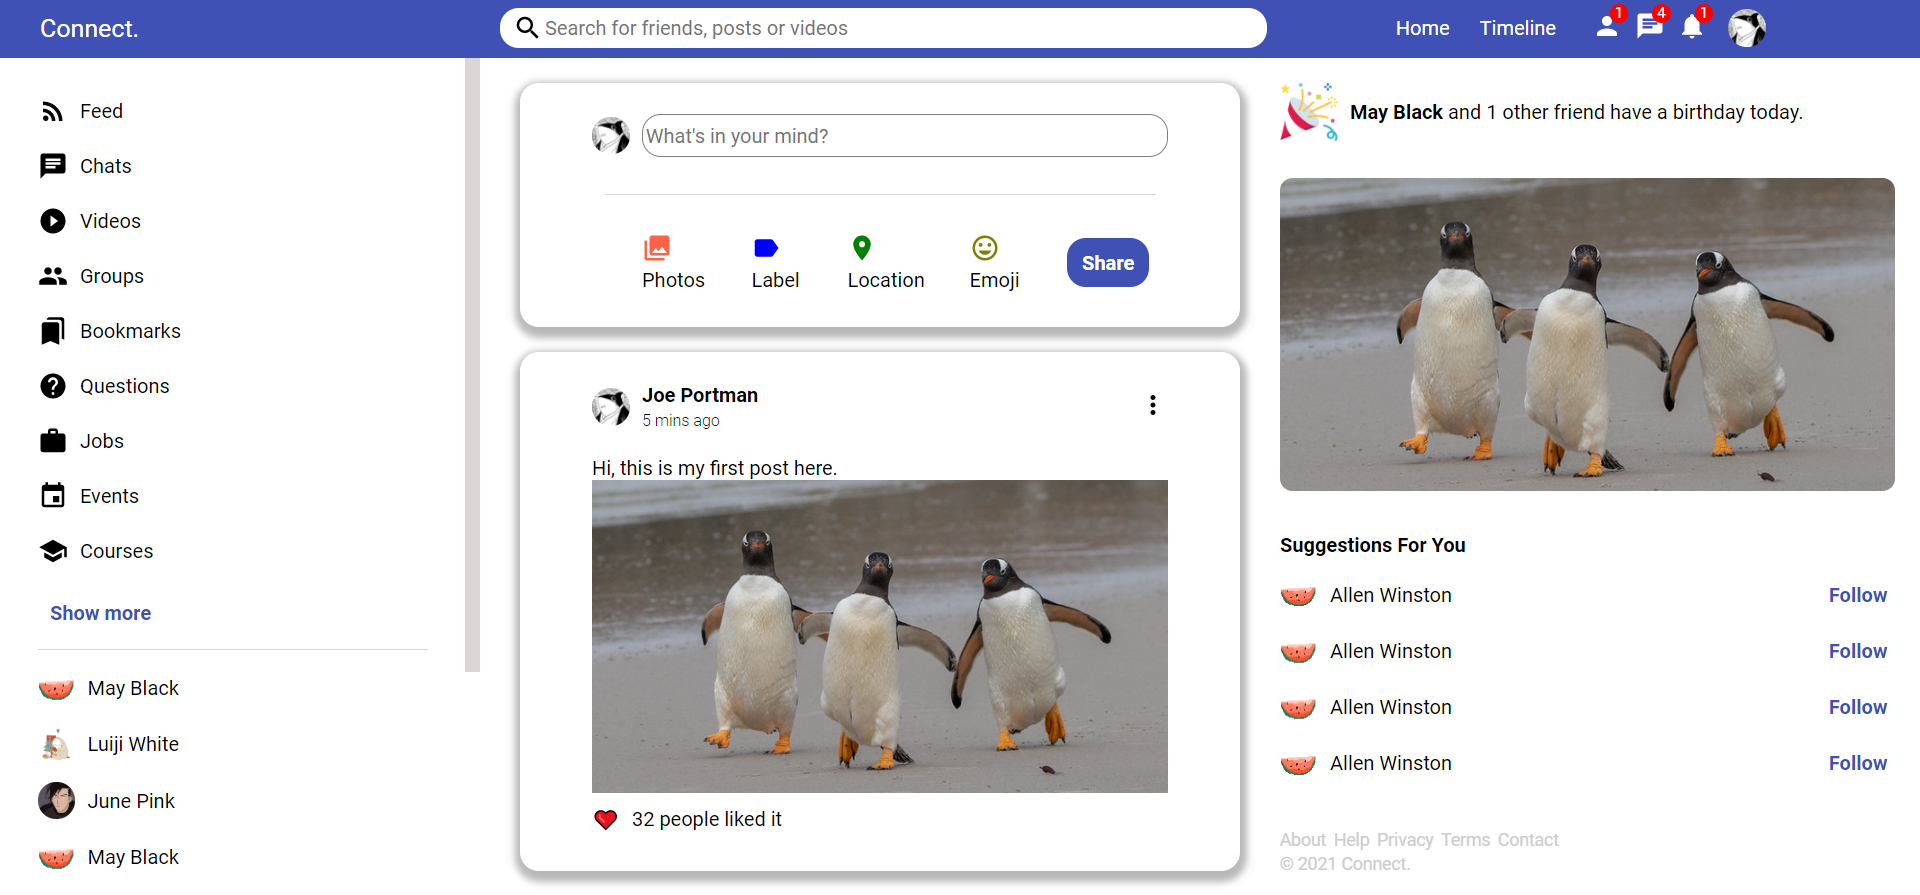 Connect.
Search for friends, posts or videos
Home Timeline 1 4 1
Feed
Chats
Videos
Groups
Bookmarks
Questions
Jobs
Events
Courses
Show more
May Black
Luiji White
June Pink
May Black
What's in your mind?
Photos Label Location Emoji Share
Joe Portman
5 mins ago
Hi, this is my first post here.
32 people liked it
May Black and 1 other friend have a birthday today.
Suggestions For You
Allen Winston Follow
Allen Winston Follow
Allen Winston Follow
Allen Winston Follow
About Help Privacy Terms Contact
© 2021 Connect.